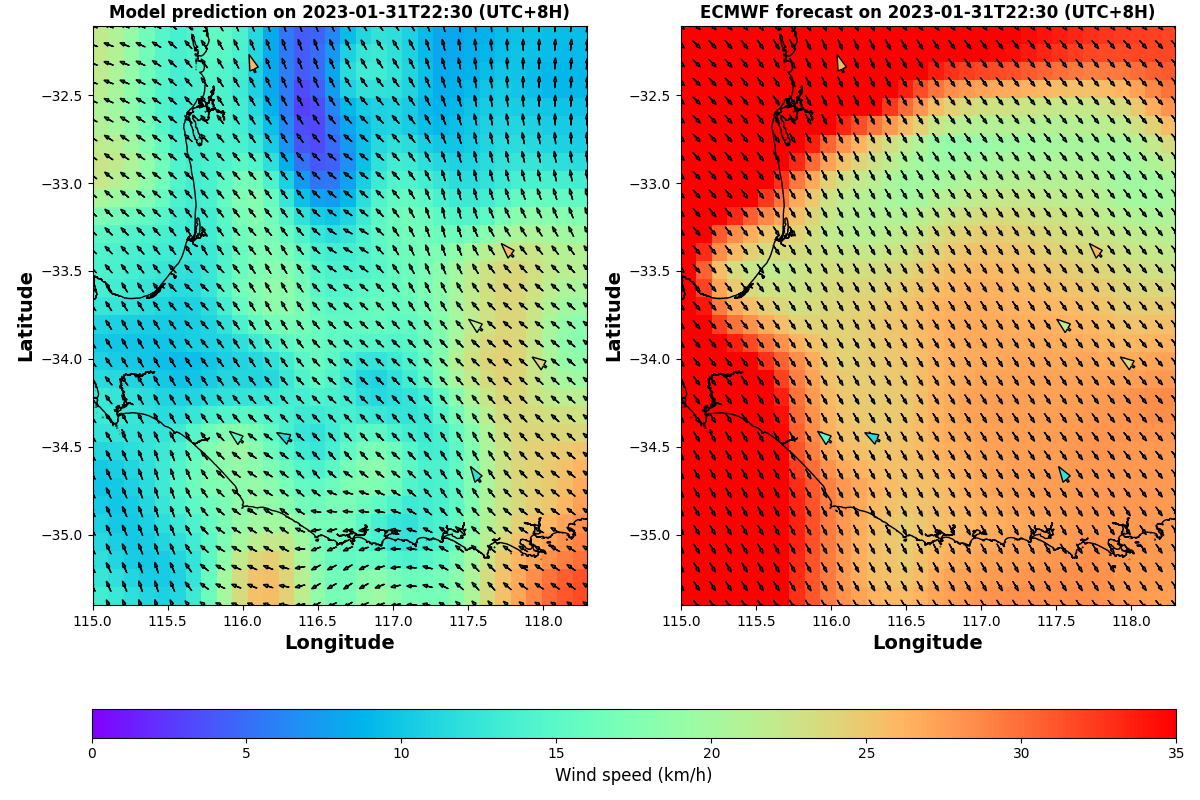 Model prediction on 2023-01-31T22:30 (UTC+8H)
ECMWF forecast on 2023-01-31T22:30 (UTC+8H)
−32.5
−33.0
−33.5
−34.0
−34.5
−35.0
Latitude
115.0 115.5 116.0 116.5 117.0 117.5 118.0
Longitude
−32.5
−33.0
−33.5
−34.0
−34.5
−35.0
Latitude
115.0 115.5 116.0 116.5 117.0 117.5 118.0
Longitude
0 5 10 15 20 25 30 35
Wind speed (km/h)